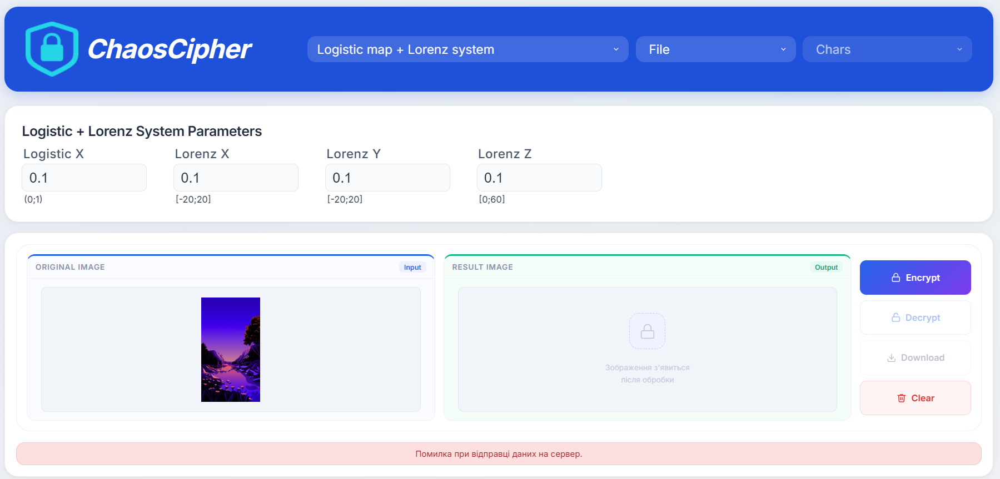 ChaosCipher
Logistic map + Lorenz system
File
Chars
Logistic + Lorenz System Parameters
Logistic X
Lorenz X
Lorenz Y
Lorenz Z
0.1
0.1
0.1
0.1
(0;1)
[-20;20]
[-20;20]
[0;60]
ORIGINAL IMAGE
Input
RESULT IMAGE
Output
Зображення з'явиться
після обробки
Encrypt
Decrypt
Download
Clear
Помилка при відправці даних на сервер.